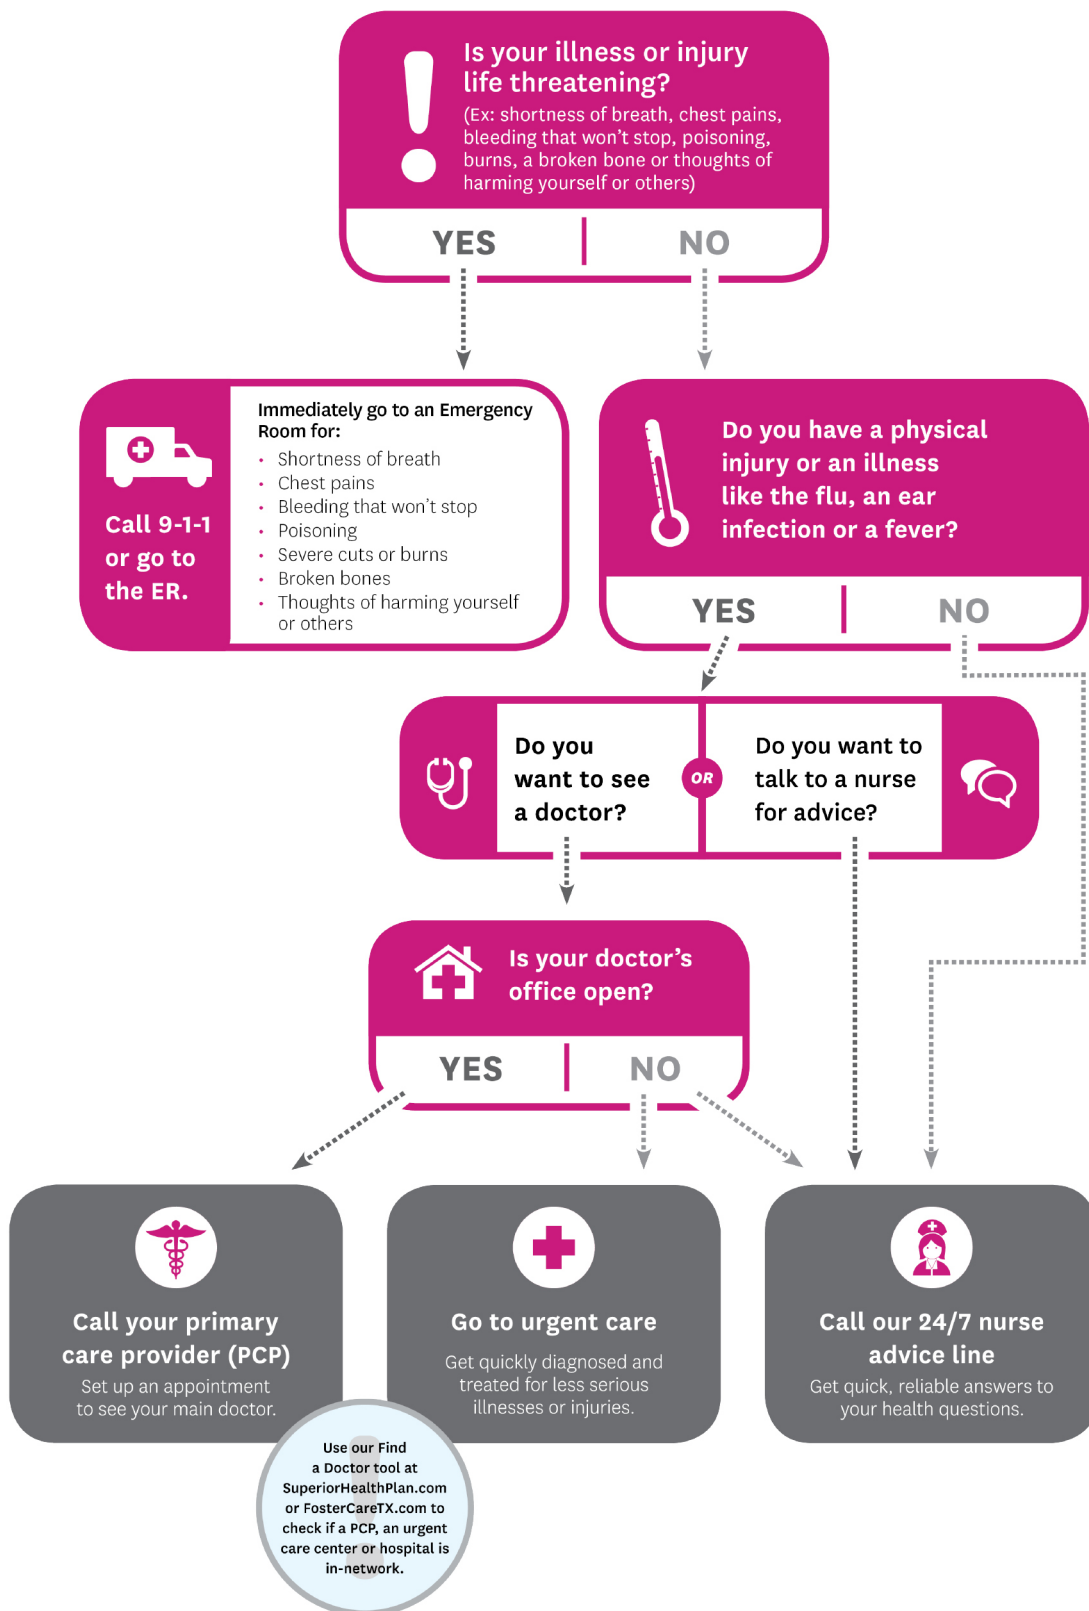 Is your illness or injury
life threatening?
(Ex: shortness of breath, chest pains,
bleeding that won't stop, poisoning,
burns, a broken bone or thoughts of
harming yourself or others)
YES
NO
Call 9-1-1
or go to
the ER.
Immediately go to an Emergency
Room for:
• Shortness of breath
• Chest pains
• Bleeding that won't stop
• Poisoning
• Severe cuts or burns
• Broken bones
• Thoughts of harming yourself
or others
Do you have a physical
injury or an illness
like the flu, an ear
infection or a fever?
YES
NO
Do you
want to see
a doctor?
OR
Do you want to
talk to a nurse
for advice?
Is your doctor's
office open?
YES
NO
Call your primary
care provider (PCP)
Set up an appointment
to see your main doctor.
Go to urgent care
Get quickly diagnosed and
treated for less serious
illnesses or injuries.
Call our 24/7 nurse
advice line
Get quick, reliable answers to
your health questions.
Use our Find
a Doctor tool at
SuperiorHealthPlan.com
or FosterCareTX.com to
check if a PCP, an urgent
care center or hospital is
in-network.